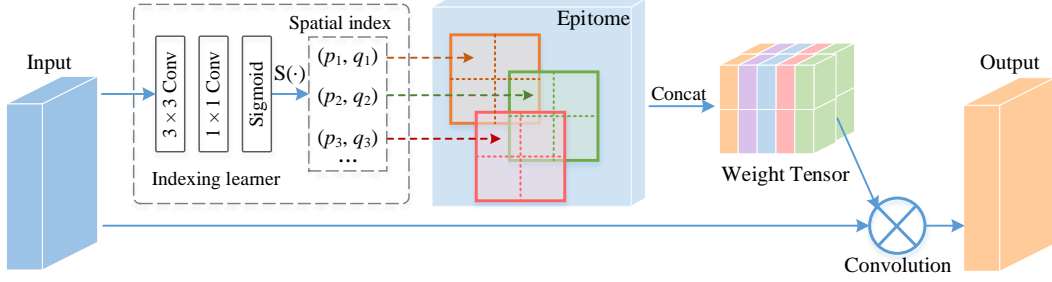 Input
3 × 3 Conv
1 × 1 Conv
Sigmoid
S(·)
Indexing learner
Spatial index
(p1, q1)
(p2, q2)
(p3, q3)
...
Epitome
Concat
Weight Tensor
Convolution
Output